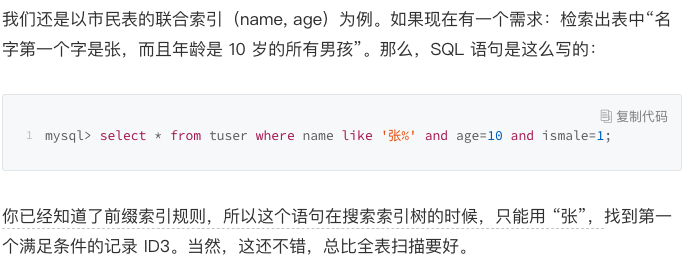 我们还是以市民表的联合索引（name, age）为例。如果现在有一个需求：检索出表中“名
字第一个字是张，而且年龄是 10 岁的所有男孩”。那么，SQL 语句是这么写的：
复制代码
1 mysql> select * from tuser where name like '张%' and age=10 and ismale=1;
你已经知道了前缀索引规则，所以这个语句在搜索索引树的时候，只能用 “张”，找到第一
个满足条件的记录 ID3。当然，这还不错，总比全表扫描要好。